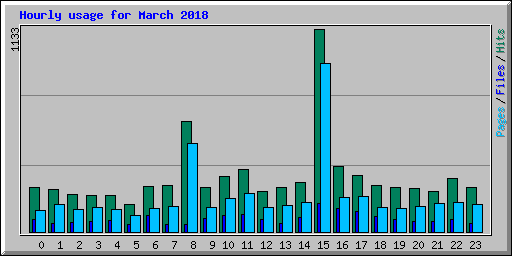 Hourly usage for March 2018
1133
Pages/Files/Hits
0 1 2 3 4 5 6 7 8 9 10 11 12 13 14 15 16 17 18 19 20 21 22 23